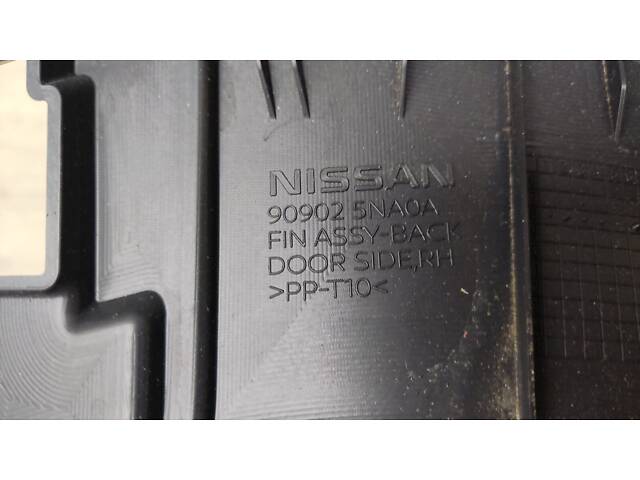 NISSAN
90902 5NA0A
FIN ASSY-BACK
DOOR SIDE,RH
>PP-T10<